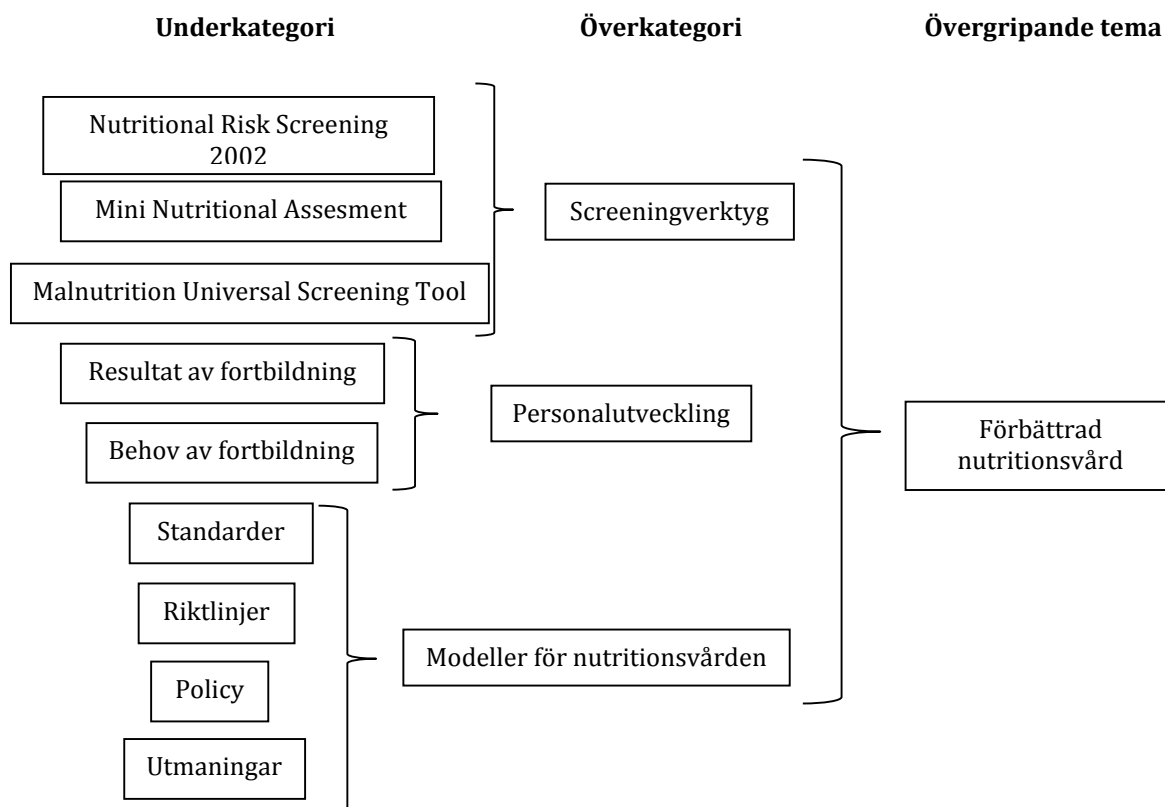 Underkategori
Överkategori
Övergripande tema
Nutritional Risk Screening
2002
Mini Nutritional Assesment
Malnutrition Universal Screening Tool
Screeningverktyg
Resultat av fortbildning
Behov av fortbildning
Personalutveckling
Standarder
Riktlinjer
Policy
Utmaningar
Modeller för nutritionsvården
Förbättrad
nutritionsvård